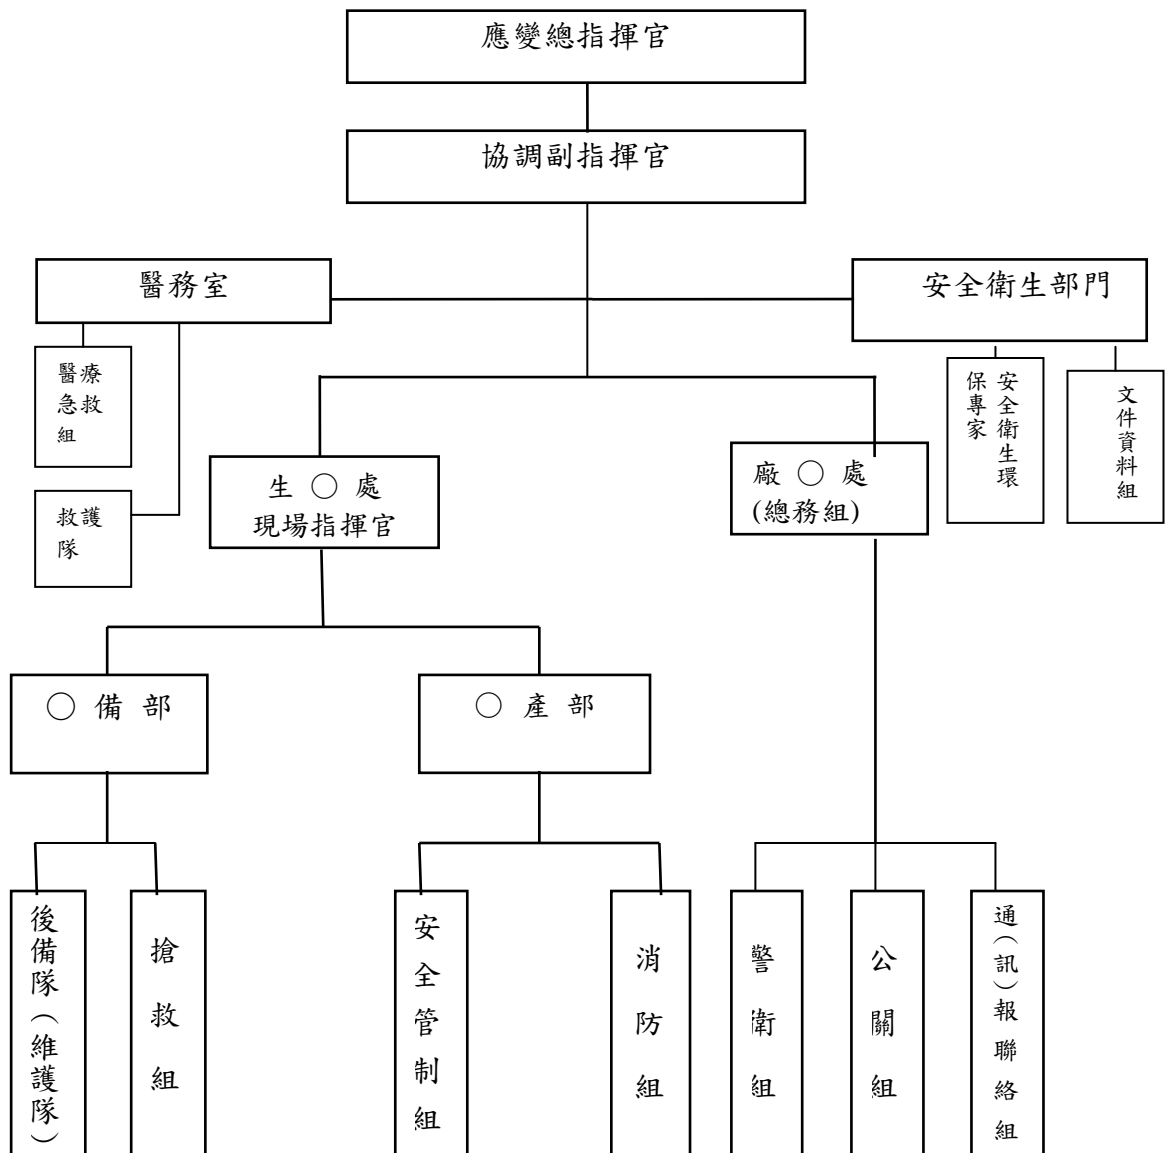 應變總指揮官
協調副指揮官
醫務室
安全衛生部門
醫療
急救
組
救護
隊
安全衛生環
保專家
文件資料組
生 ○ 處
現場指揮官
廠 ○ 處
(總務組)
○ 備 部
○ 產 部
後備隊(維護隊)
搶救組
安全管制組
消防組
警衛組
公關組
通(訊)報聯絡組